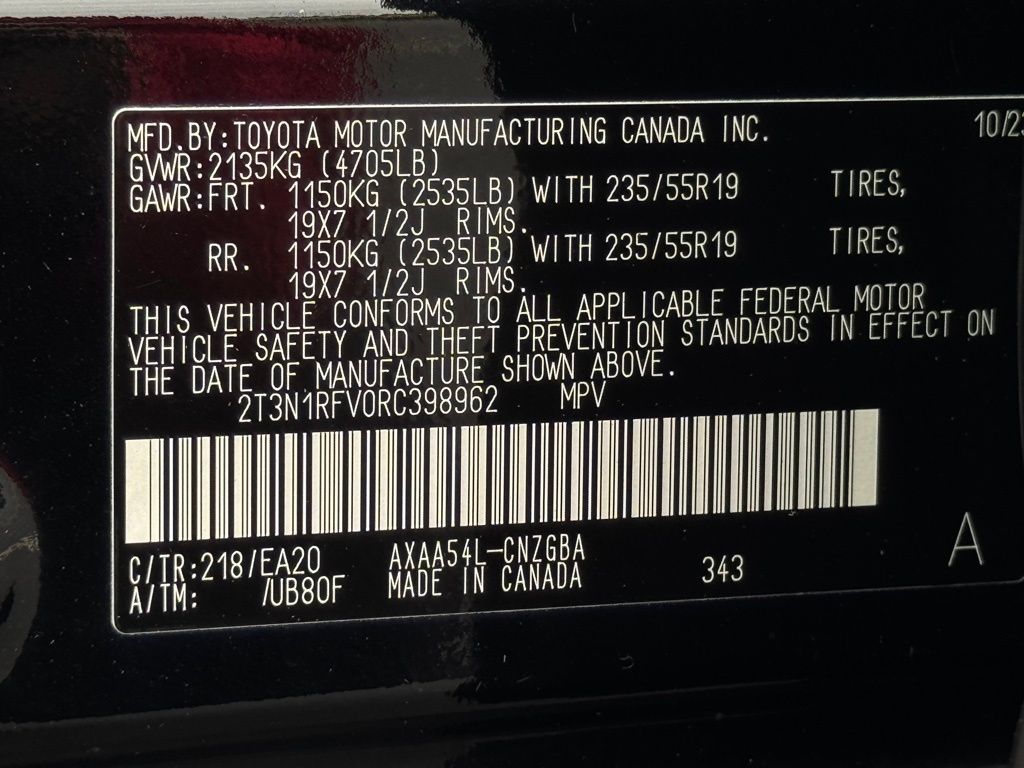 MFD.BY:TOYOTA MOTOR MANUFACTURING CANADA INC. 10/23
GVWR:2135KG (4705LB)
GAWR:FRT. 1150KG (2535LB) WITH 235/55R19 TIRES,
19X7 1/2J RIMS.
RR. 1150KG (2535LB) WITH 235/55R19 TIRES,
19X7 1/2J RIMS.
THIS VEHICLE CONFORMS TO ALL APPLICABLE FEDERAL MOTOR
VEHICLE SAFETY AND THEFT PREVENTION STANDARDS IN EFFECT ON
THE DATE OF MANUFACTURE SHOWN ABOVE.
2T3N1RFV0RC398962 MPV
C/TR:218/EA20 AXAA54L-CNZGBA
A/TM: /UB80F MADE IN CANADA 343 A